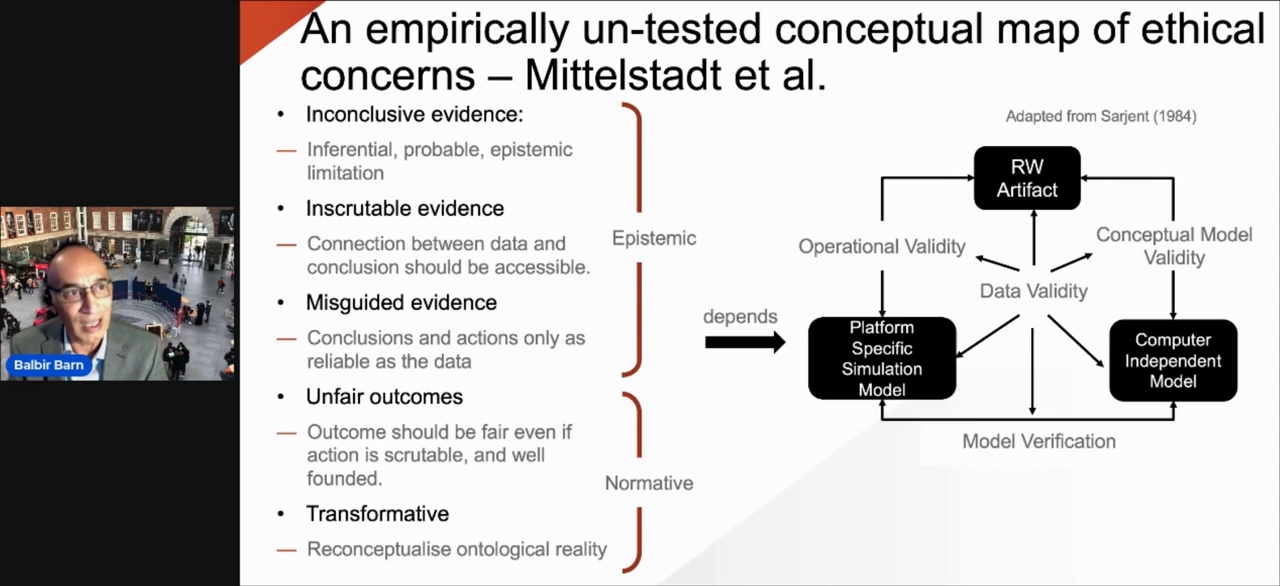 An empirically un-tested conceptual map of ethical
concerns – Mittelstadt et al.
• Inconclusive evidence:
— Inferential, probable, epistemic
limitation
• Inscrutable evidence
— Connection between data and
conclusion should be accessible.
• Misguided evidence
— Conclusions and actions only as
reliable as the data
• Unfair outcomes
— Outcome should be fair even if
action is scrutable, and well
founded.
• Transformative
— Reconceptualise ontological reality
Epistemic
Normative
depends
Adapted from Sarjent (1984)
RW
Artifact
Operational Validity
Conceptual Model
Validity
Data Validity
Platform
Specific
Simulation
Model
Computer
Independent
Model
Model Verification
Balbir Barn